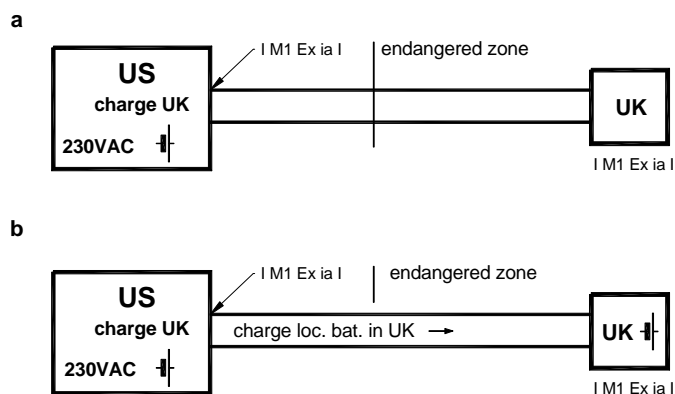 a
I M1 Ex ia I
endangered zone
US
charge UK
230VAC
UK
I M1 Ex ia I
b
I M1 Ex ia I
endangered zone
US
charge UK
230VAC
charge loc. bat. in UK
UK
I M1 Ex ia I